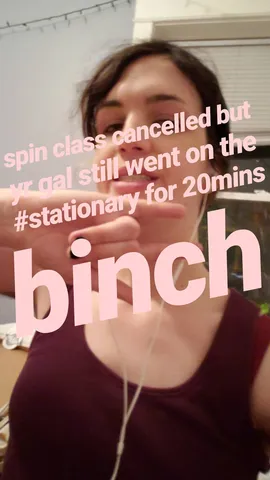 spin class cancelled but
yr gal still went on the
#stationary for 20mins
binch